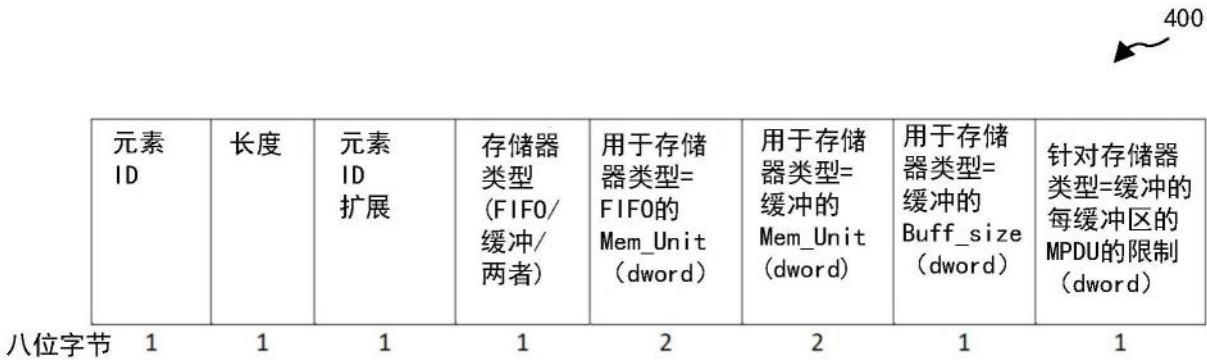 400
元素
ID
长度
元素
ID
扩展
存储器
类型
(FIFO/
缓冲/
两者)
用于存储
器类型=
FIFO的
Mem_Unit
（dword）
用于存储
器类型=
缓冲的
Mem_Unit
(dword)
用于存储
器类型=
缓冲的
Buff_size
（dword）
针对存储器
类型=缓冲的
每缓冲区的
MPDU的限制
（dword）
八位字节 1 1 1 1 2 2 1 1